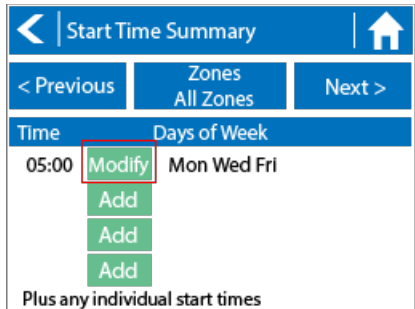 Start Time Summary
< Previous
Zones
All Zones
Next >
Time Days of Week
05:00 Modify Mon Wed Fri
Add
Add
Add
Plus any individual start times